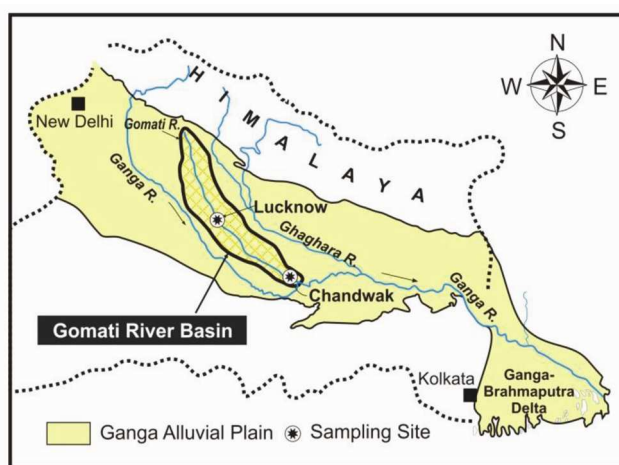 N
W E
S
HIMALAYA
New Delhi
Gomati R.
Ganga R.
Lucknow
Ghaghara R.
Chandwak
Ganga R.
Gomati River Basin
Kolkata
Ganga-
Brahmaputra
Delta
Ganga Alluvial Plain
Sampling Site